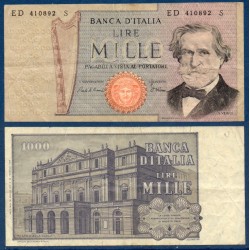 ED 410892 S
ED 410892 S
BANCA D'ITALIA
LIRE
MILLE
PAGABILI A VISTA AL PORTATORE
1000
BANCA
D'ITALIA
LIRE
MILLE